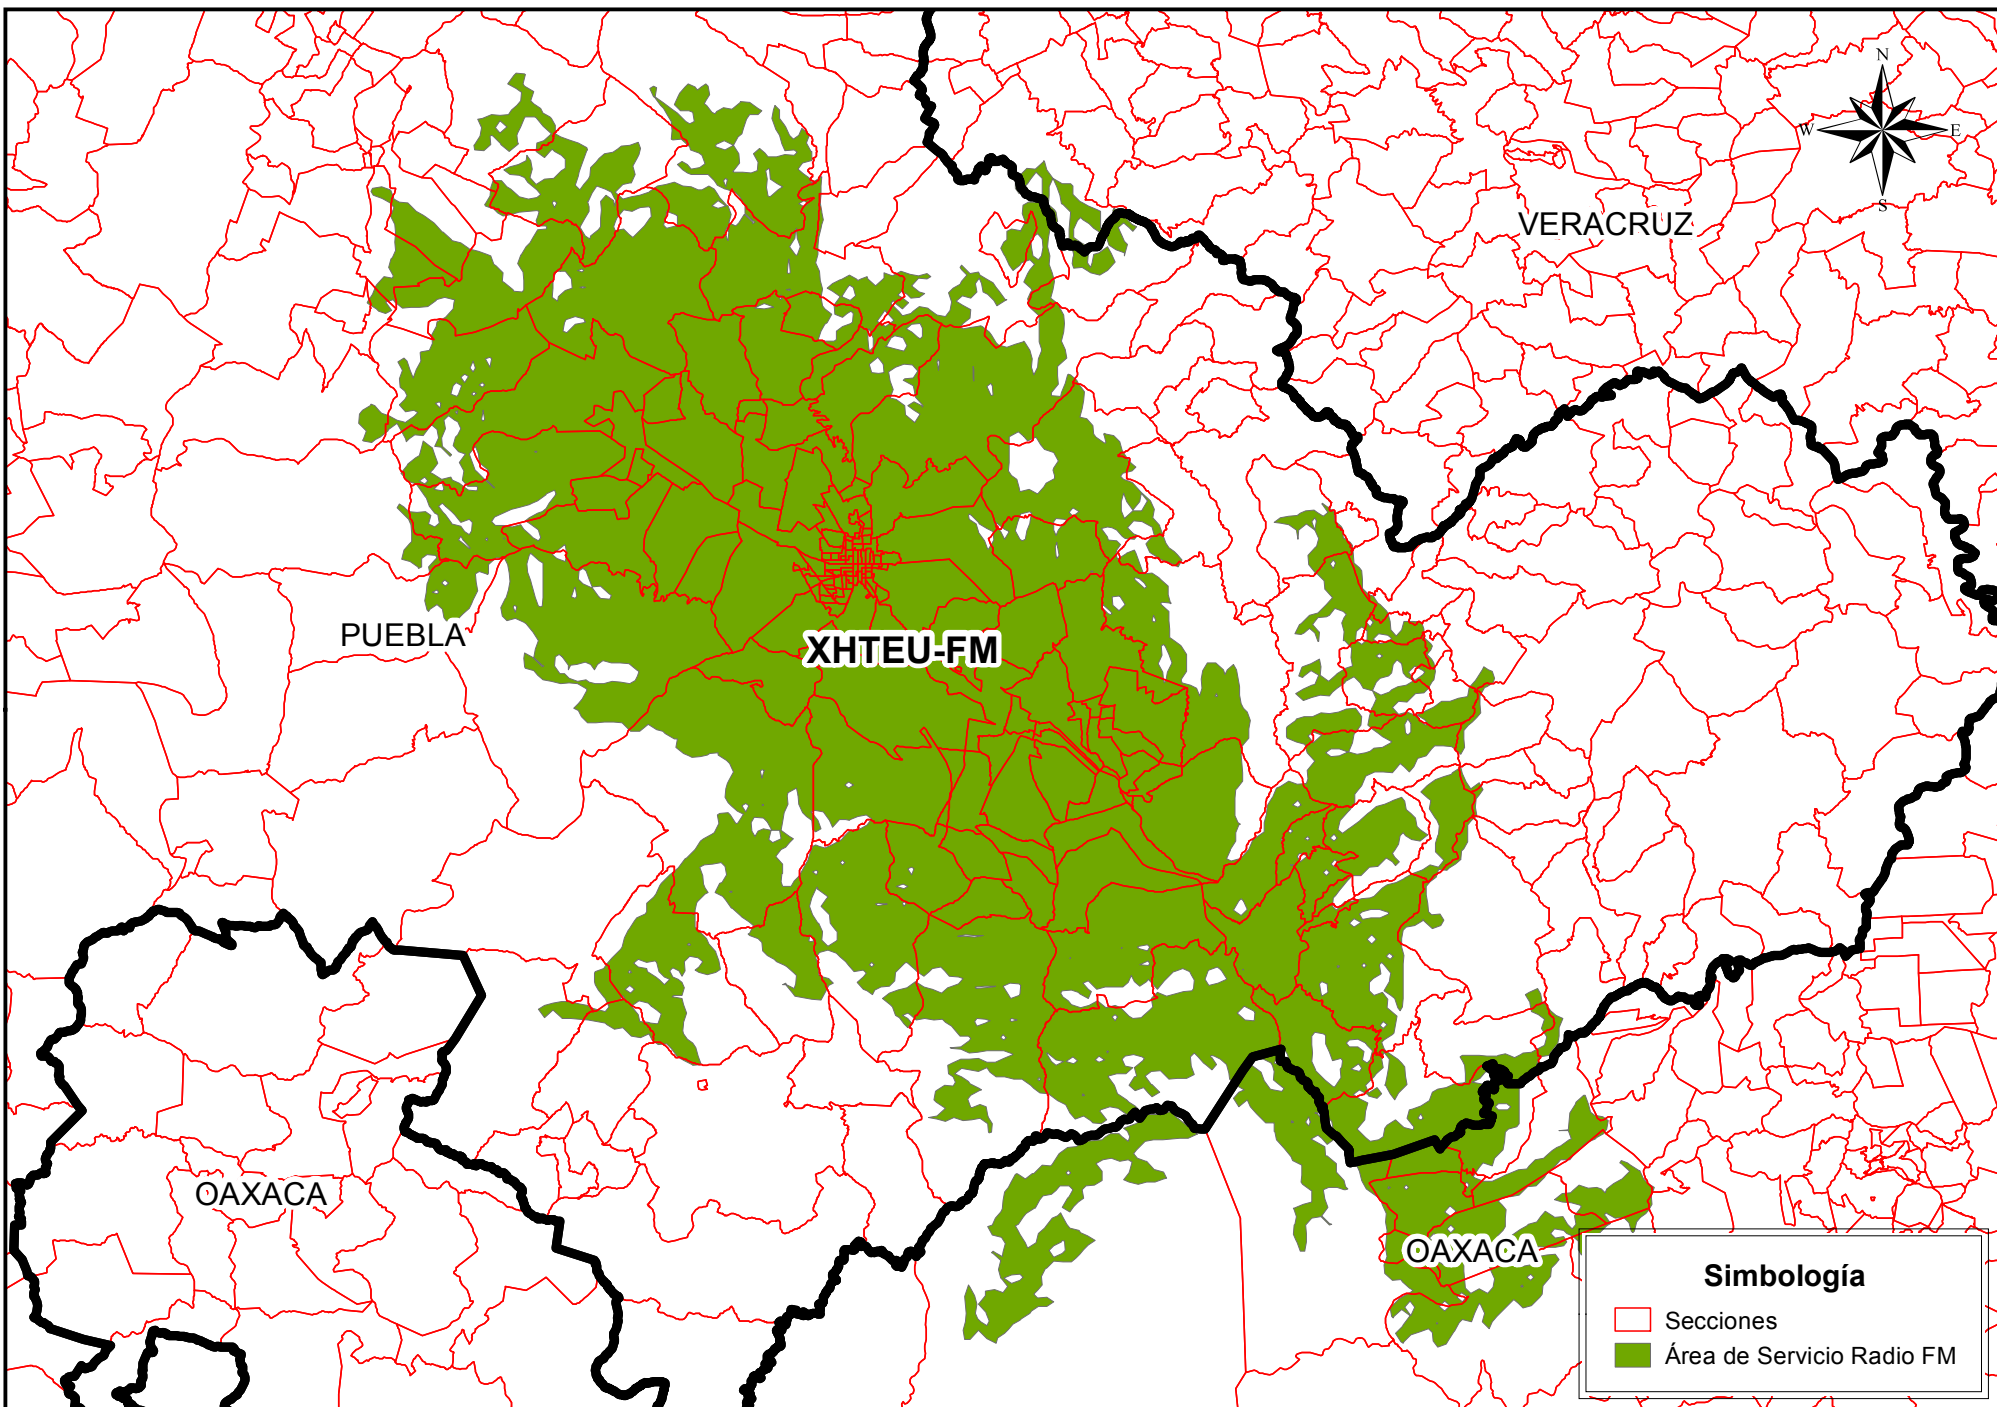 N
W
E
S
VERACRUZ
PUEBLA
XHTEU-FM
OAXACA
OAXACA
Simbología
Secciones
Área de Servicio Radio FM